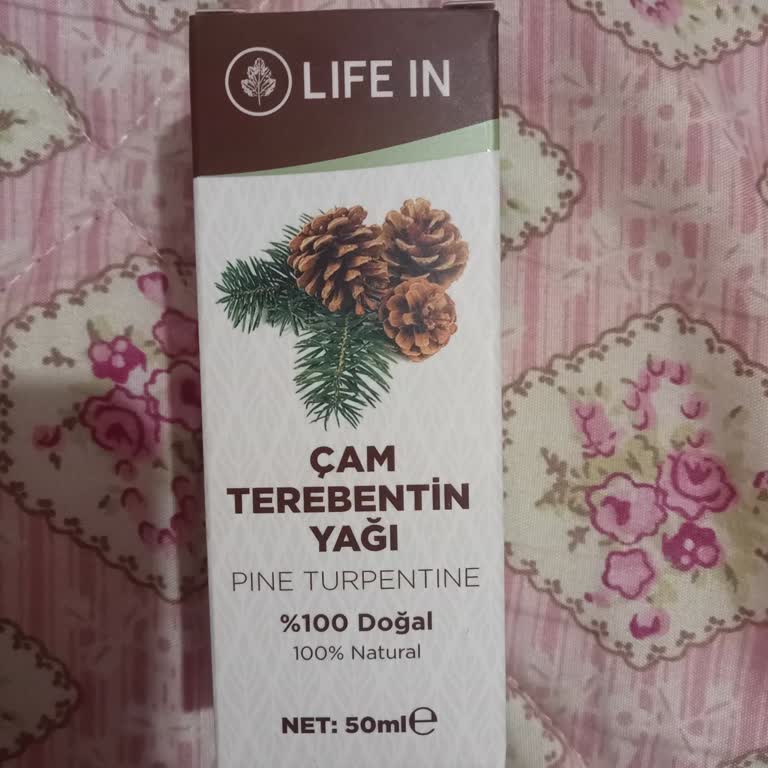 LIFE IN
ÇAM
TEREBENTİN
YAĞI
PINE TURPENTINE
%100 Doğal
100% Natural
NET: 50ml℮